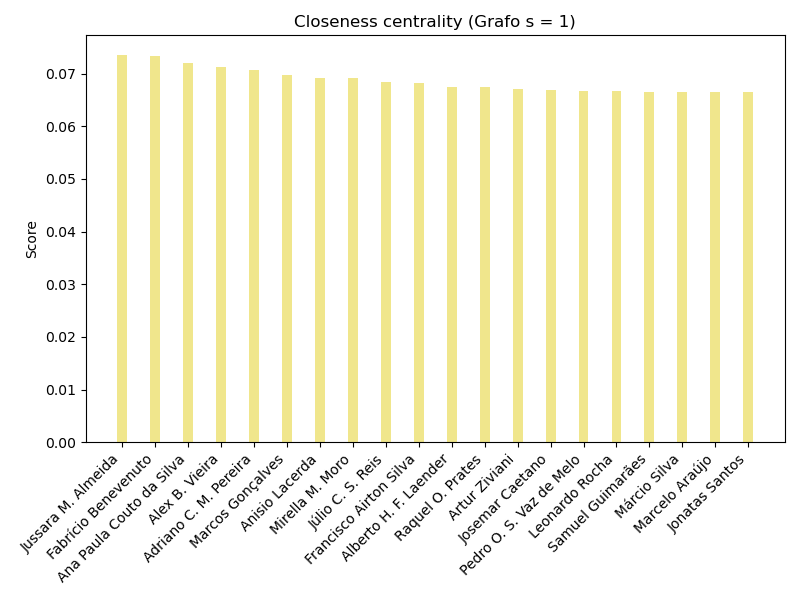 Closeness centrality (Grafo s = 1)
0.07
0.06
0.05
0.04
0.03
0.02
0.01
0.00
Score
Jussara M. Almeida
Fabrício Benevenuto
Ana Paula Couto da Silva
Alex B. Vieira
Adriano C. M. Pereira
Marcos Gonçalves
Anisio Lacerda
Mirella M. Moro
Júlio C. S. Reis
Francisco Airton Silva
Alberto H. F. Laender
Raquel O. Prates
Artur Ziviani
Josemar Caetano
Pedro O. S. Vaz de Melo
Leonardo Rocha
Samuel Guimarães
Márcio Silva
Marcelo Araújo
Jonatas Santos